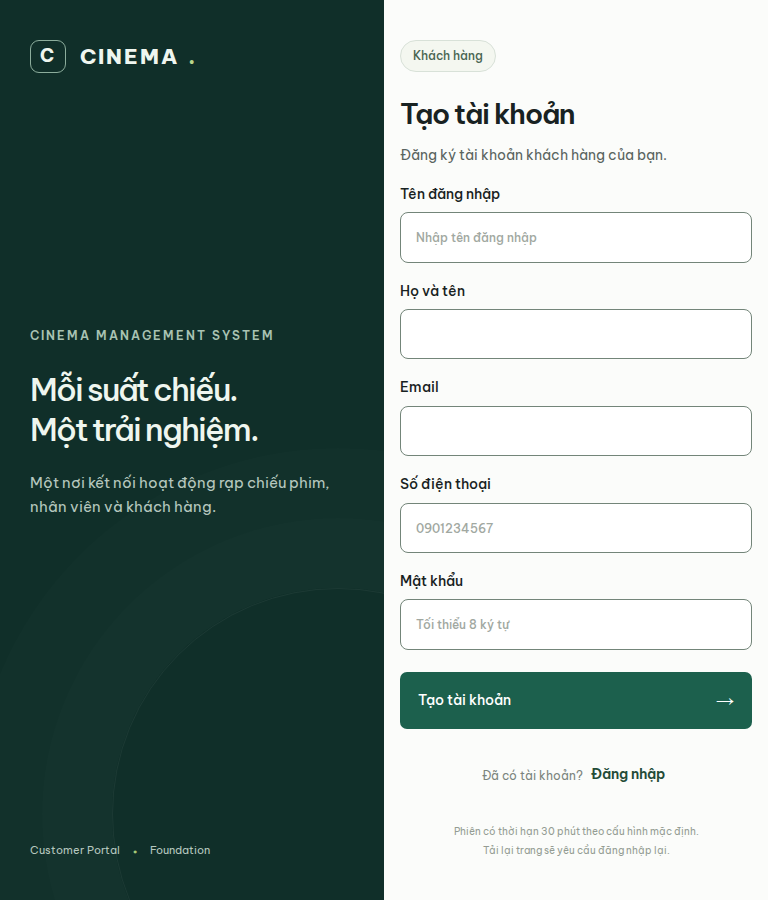 C CINEMA .
CINEMA MANAGEMENT SYSTEM
Mỗi suất chiếu.
Một trải nghiệm.
Một nơi kết nối hoạt động rạp chiếu phim,
nhân viên và khách hàng.
Customer Portal • Foundation
Khách hàng
Tạo tài khoản
Đăng ký tài khoản khách hàng của bạn.
Tên đăng nhập
Nhập tên đăng nhập
Họ và tên
Email
Số điện thoại
0901234567
Mật khẩu
Tối thiểu 8 ký tự
Tạo tài khoản →
Đã có tài khoản? Đăng nhập
Phiên có thời hạn 30 phút theo cấu hình mặc định.
Tải lại trang sẽ yêu cầu đăng nhập lại.